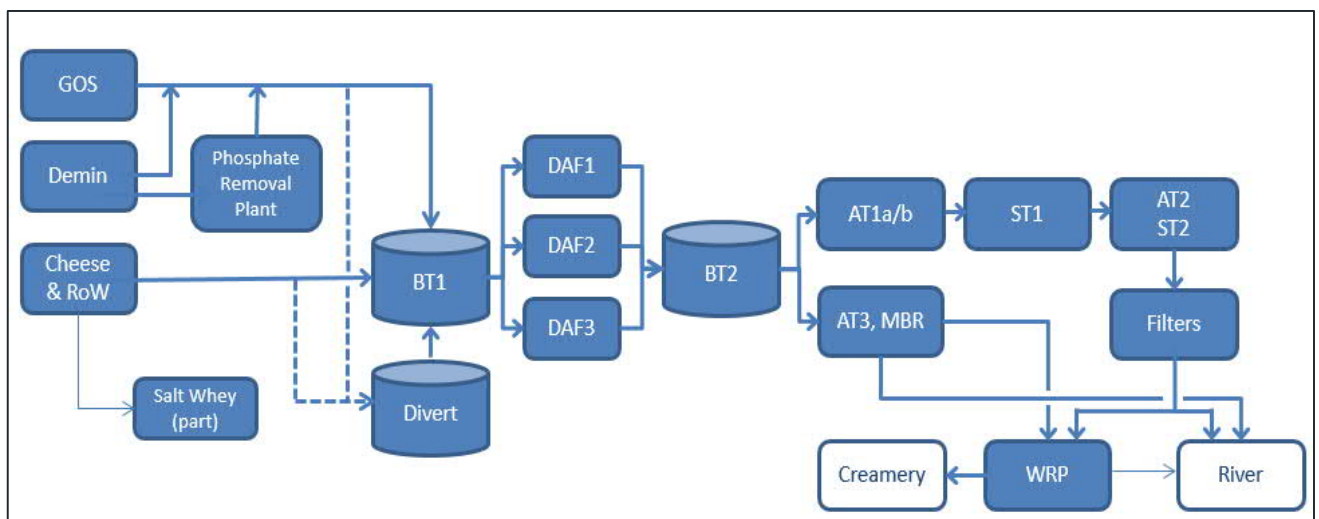 GOS
Demin
Phosphate
Removal
Plant
Cheese
& RoW
Salt Whey
(part)
BT1
Divert
DAF1
DAF2
DAF3
BT2
AT1a/b
ST1
AT2
ST2
AT3, MBR
Filters
Creamery
WRP
River